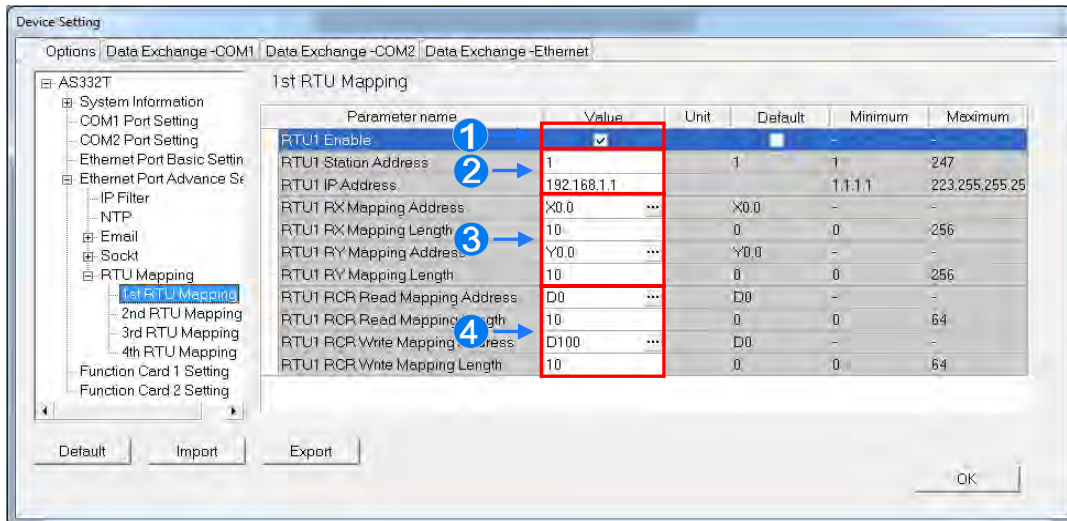 Device Setting
Options Data Exchange -COM1 Data Exchange -COM2 Data Exchange -Ethernet
AS332T
System Information
COM1 Port Setting
COM2 Port Setting
Ethernet Port Basic Settin
Ethernet Port Advance Se
IP Filter
NTP
Email
Sockt
RTU Mapping
1st RTU Mapping
2nd RTU Mapping
3rd RTU Mapping
4th RTU Mapping
Function Card 1 Setting
Function Card 2 Setting
1st RTU Mapping
Parameter name Value Unit Default Minimum Maximum
RTU1 Enable 1 - -
RTU1 Station Address 2 1 1 1 247
RTU1 IP Address 192.168.1.1 1.1.1.1 223.255.255.25
RTU1 RX Mapping Address X0.0 ... X0.0 - -
RTU1 RX Mapping Length 3 10 0 0 256
RTU1 RY Mapping Address Y0.0 ... Y0.0 - -
RTU1 RY Mapping Length 10 0 0 256
RTU1 RCR Read Mapping Address D0 ... D0 - -
RTU1 RCR Read Mapping 4 10 0 0 64
RTU1 RCR Write Mapping D100 ... D0 - -
RTU1 RCR Write Mapping Length 10 0 0 64
Default Import Export
OK